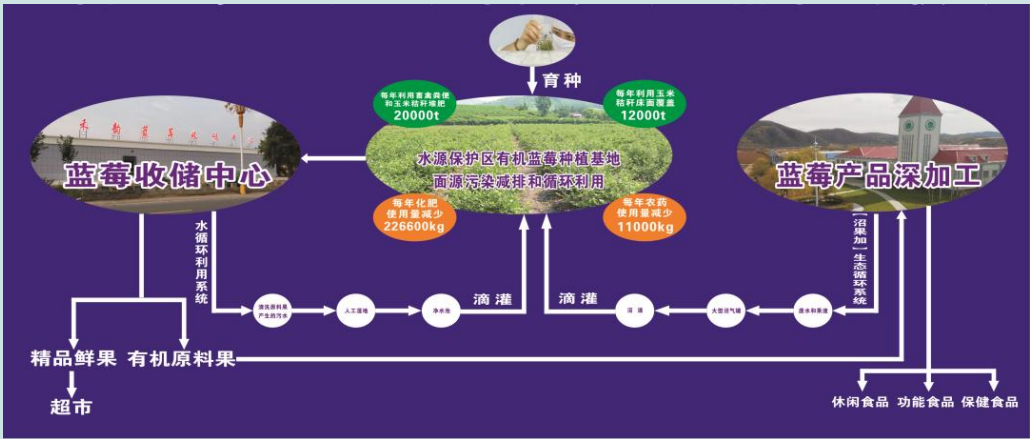 育种
每年利用畜禽粪便
和玉米秸秆堆肥
20000t
每年利用玉米
秸秆床面覆盖
12000t
水源保护区有机蓝莓种植基地
面源污染减排和循环利用
每年化肥
使用量减少
226600kg
每年农药
使用量减少
11000kg
蓝莓收储中心
蓝莓产品深加工
水循环利用系统
【沼果加】生态循环系统
清洗原料果
产生的污水
人工湿地
净水池
滴灌
滴灌
沼液
大型沼气罐
废水和果渣
精品鲜果
有机原料果
超市
休闲食品
功能食品
保健食品